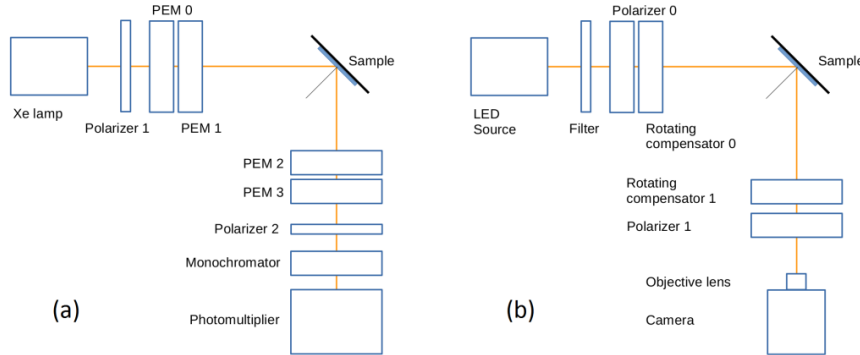 PEM 0
Sample
Xe lamp
Polarizer 1
PEM 1
PEM 2
PEM 3
Polarizer 2
Monochromator
Photomultiplier
(a)
Polarizer 0
Sample
LED
Source
Filter
Rotating
compensator 0
Rotating
compensator 1
Polarizer 1
Objective lens
Camera
(b)